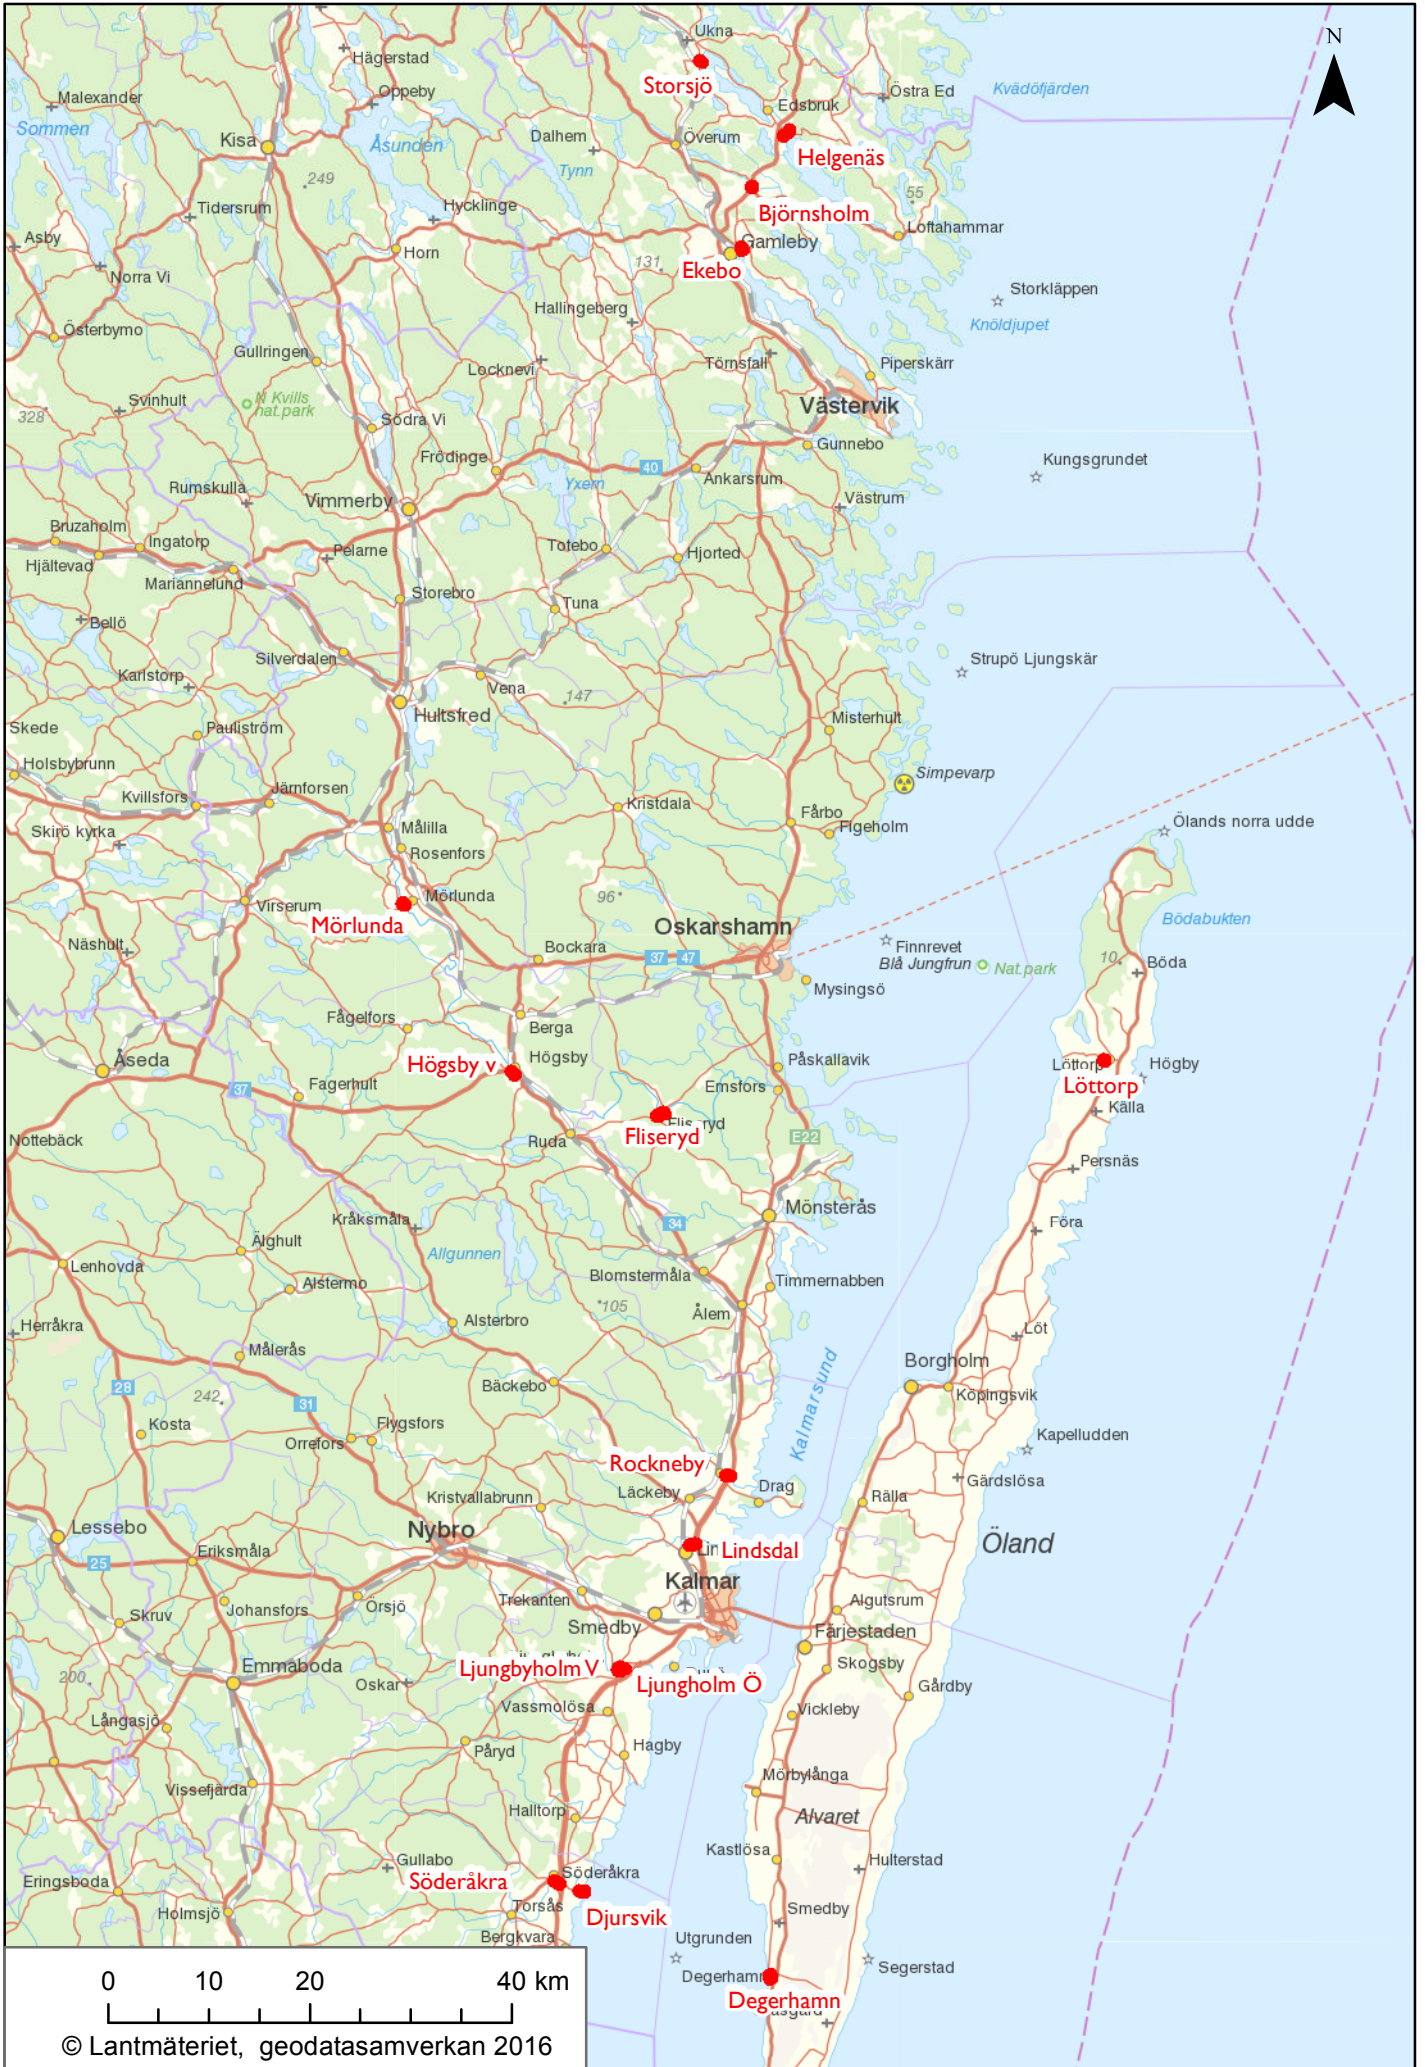 N
Ukna
Hägerstad
Storsjö
Kvädöfjärden
Östra Ed
Malexander
Oppeby
Edsbruk
Sommen
Kisa
Åsunden
Dalhem
Överum
Helgenäs
Tynn
249
55
Tidersrum
Hycklinge
Björnsholm
Loftahammar
Asby
Gamleby
Horn
131
Ekebo
Norra Vi
Storkläppen
Hallingeberg
Knöldjupet
Österbymo
Gullringen
Locknevi
Törnsfall
Piperskärr
Svinhult
N Kvills
nat.park
328
Västervik
Södra Vi
Gunnebo
Frödinge
40
Kungsgrundet
Ankarsrum
Rumskulla
Yxern
Vimmerby
Västrum
Bruzaholm
Ingatorp
Totebo
Hjorted
Hjältevad
Pelarne
Mariannelund
Storebro
Tuna
Bellö
Silverdalen
Strupö Ljungskär
Karlstorp
Vena
147
Hultsfred
Misterhult
Skede
Pauliström
Holsbybrunn
Simpevarp
Kvillsfors
Järnforsen
Kristdala
Fårbo
Ölands norra udde
Skirö kyrka
Målilla
Figeholm
Rosenfors
96
Mörlunda
Virserum
Mörlunda
Oskarshamn
Bödabukten
Näshult
Bockara
37 47
Finnrevet
Blå Jungfrun
Nat.park
10
Böda
Mysingsö
Fågelfors
Berga
Åseda
Högsby
Påskallavik
Högsby v
Löttorp
Högby
37
Fagerhult
Emsfors
Löttorp
Källa
Nottebäck
Ruda
Fliseryd
E22
Persnäs
Kråksmåla
34
Mönsterås
Föra
Älghult
Allgunnen
Lenhovda
Blomstermåla
Timmernabben
Alstermo
105
Ålem
Herråkra
Alsterbro
Löt
Målerås
Kalmarsund
Borgholm
28
Bäckebo
Köpingsvik
242
31
Kosta
Flygsfors
Orrefors
Kapelludden
Rockneby
Gärdslösa
Kristvallabrunn
Läckeby
Drag
Rälla
Lessebo
Nybro
Öland
25
Eriksmåla
Lindsdal
Kalmar
Johansfors
Örsjö
Trekanten
Algutsrum
Skruv
Smedby
Färjestaden
Emmaboda
Ljungbyholm V
Skogsby
200
Oskar
Ljungholm Ö
Gårdby
Långasjö
Vassmolösa
Vickleby
Påryd
Hagby
Vissefjärda
Mörbylånga
Halltorp
Alvaret
Gullabo
Kastlösa
Hulterstad
Eringsboda
Söderåkra
Söderåkra
Holmsjö
Torsås
Djursvik
Smedby
Bergkvara
Utgrunden
Segerstad
0 10 20 40 km
Degerhamn
Degerhamn
© Lantmäteriet, geodatasamverkan 2016